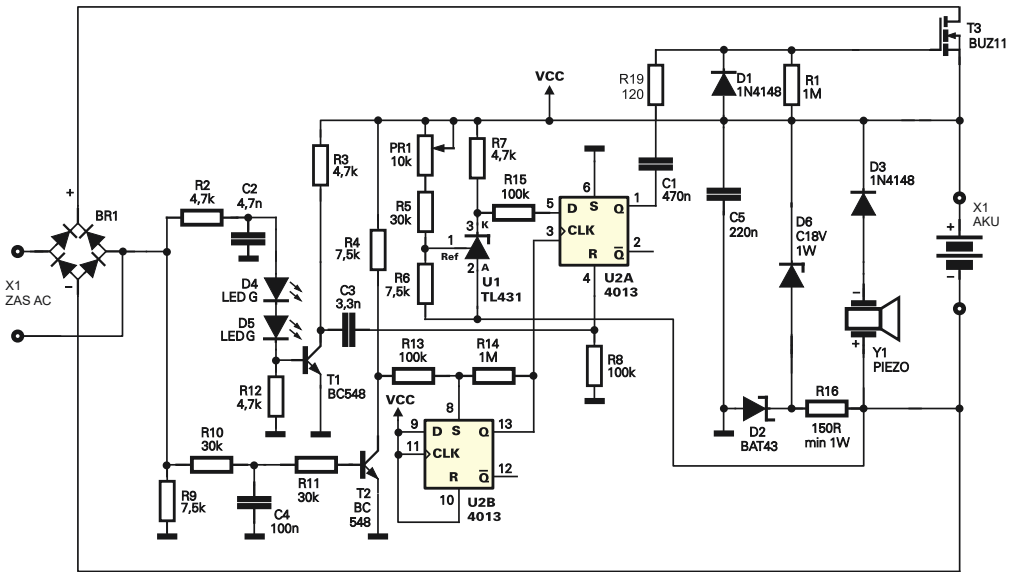 T3
BUZ11
VCC
R19
120
D1
1N4148
R1
1M
PR1
10k
R7
4,7k
R3
4,7k
R15
100k
C1
470n
D3
1N4148
R2
4,7k
C2
4,7n
+
BR1
−
X1
ZAS AC
R5
30k
R4
7,5k
R6
7,5k
1
Ref
3
K
2
A
U1
TL431
5
3
6
D
S
Q
CLK
R
Q
1
2
4
U2A
4013
C5
220n
D6
C18V
1W
X1
AKU
+
−
D4
LED G
D5
LED G
C3
3,3n
R12
4,7k
T1
BC548
R13
100k
R14
1M
R8
100k
−
+
Y1
PIEZO
VCC
8
9
11
D
S
Q
CLK
R
Q
13
12
10
U2B
4013
D2
BAT43
R16
150R
min 1W
R10
30k
R11
30k
R9
7,5k
C4
100n
T2
BC
548